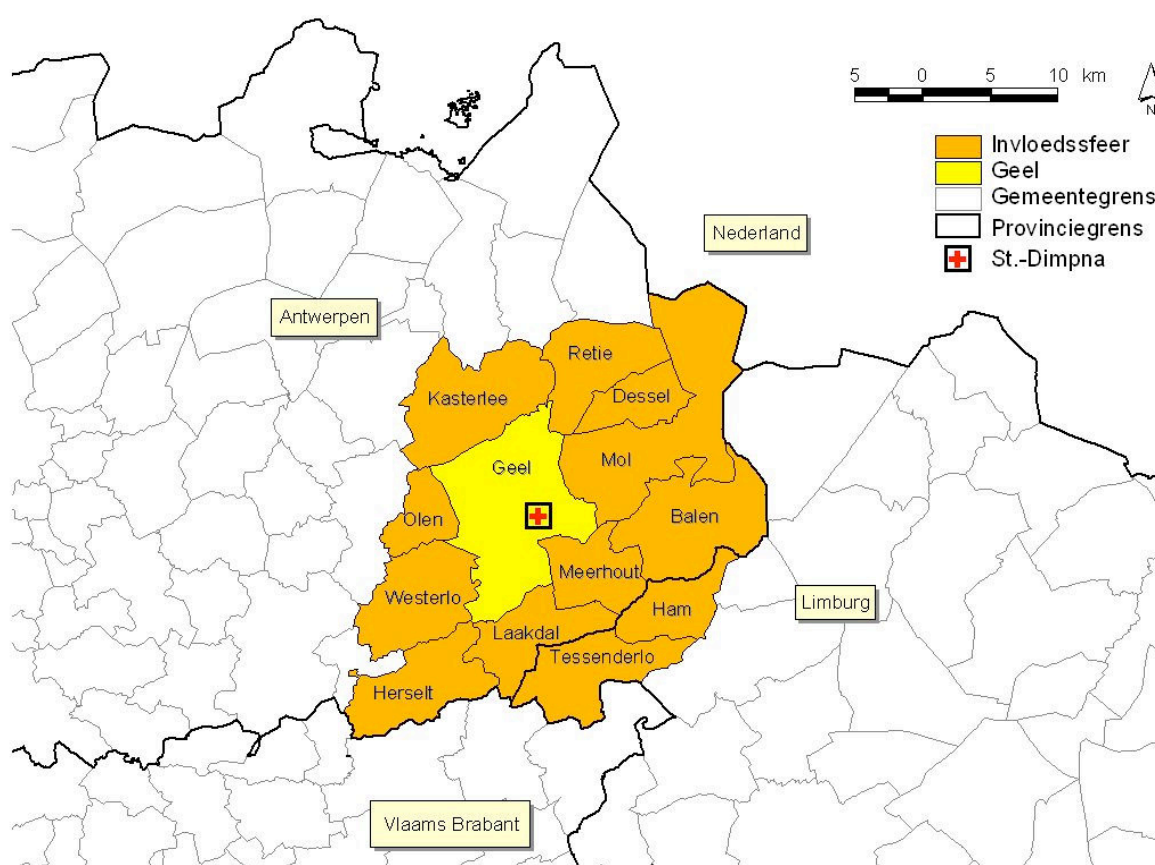 5 0 5 10 km
N
Invloedssfeer
Geel
Gemeentegrens
Provinciegrens
St.-Dimpna
Nederland
Antwerpen
Retie
Kasterlee
Dessel
Mol
Geel
Olen
Balen
Meerhout
Westerlo
Ham
Limburg
Laakdal
Tessenderlo
Herselt
Vlaams Brabant